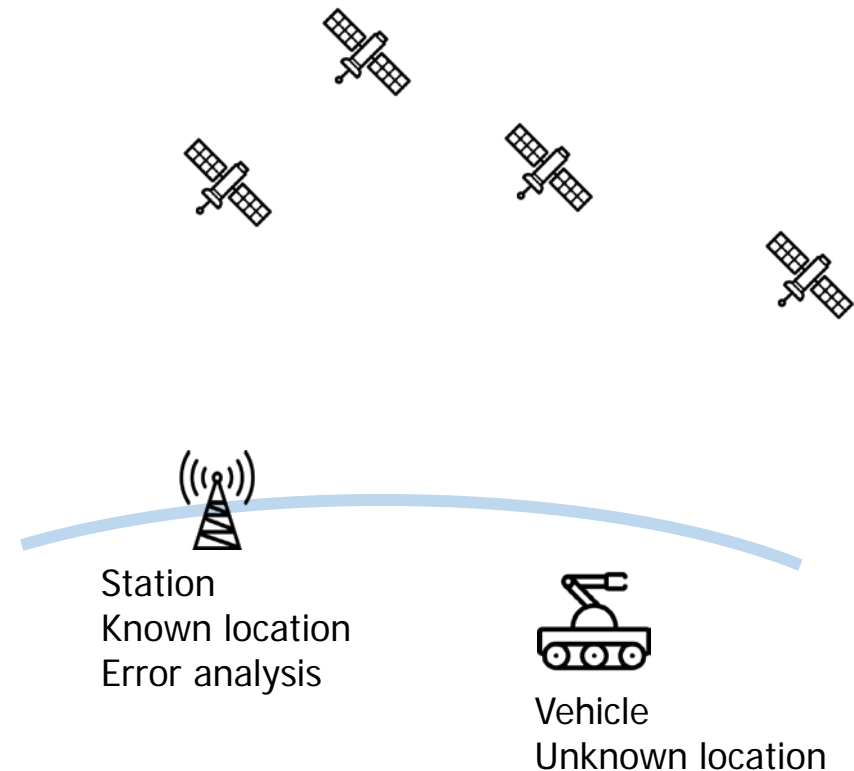 Station
Known location
Error analysis
Vehicle
Unknown location